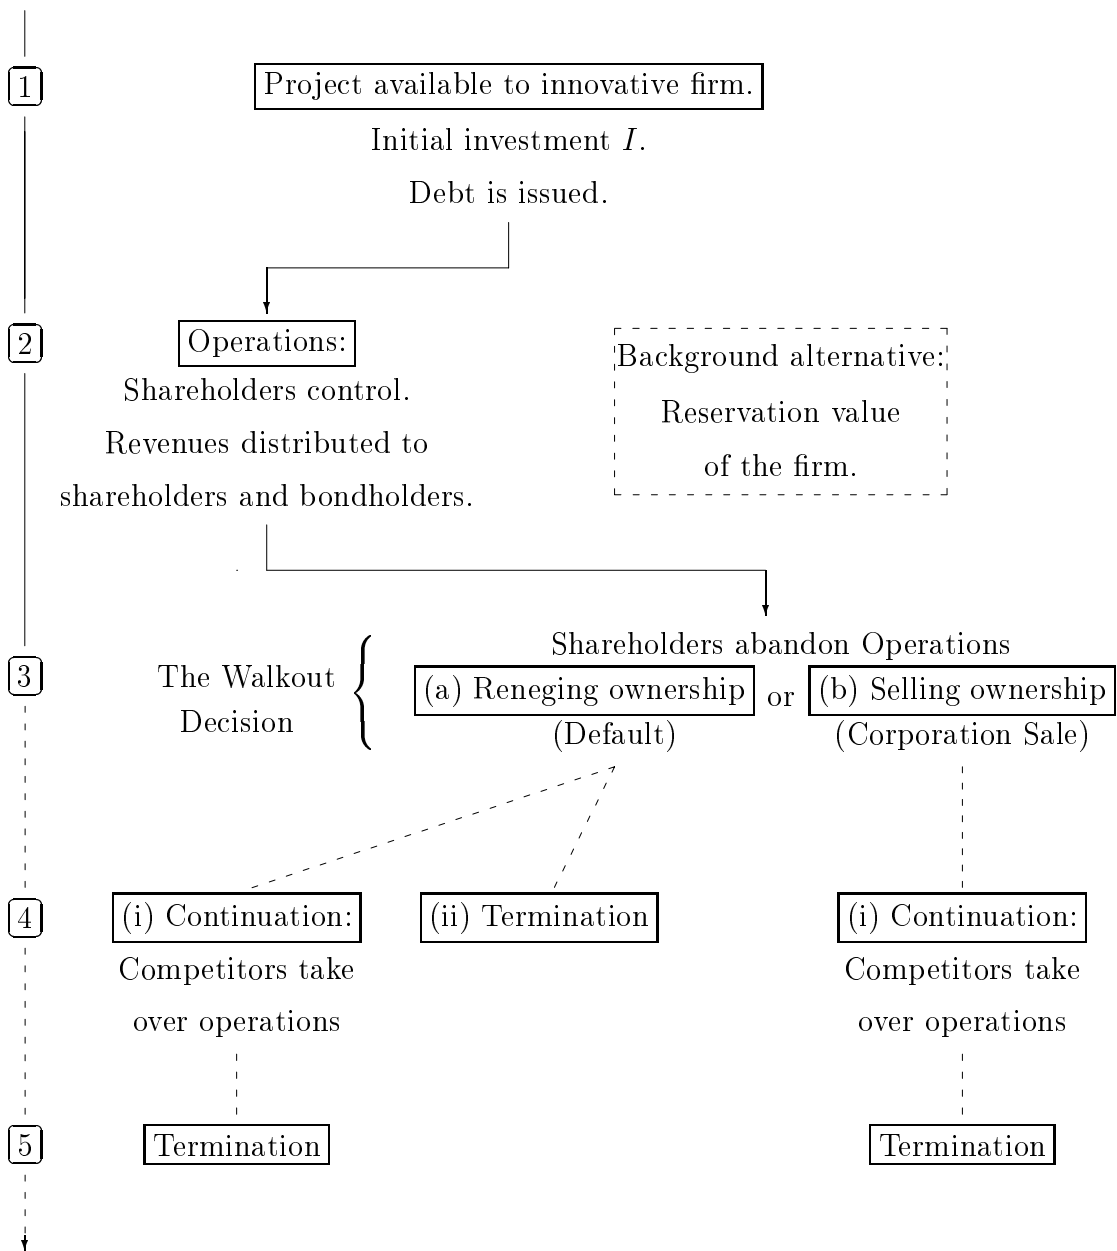 1
Project available to innovative firm.
Initial investment I.
Debt is issued.
2
Operations:
Shareholders control.
Revenues distributed to
shareholders and bondholders.
Background alternative:
Reservation value
of the firm.
3
The Walkout
Decision
Shareholders abandon Operations
(a) Reneging ownership or (b) Selling ownership
(Default)
(Corporation Sale)
4
(i) Continuation:
Competitors take
over operations
(ii) Termination
(i) Continuation:
Competitors take
over operations
5
Termination
Termination